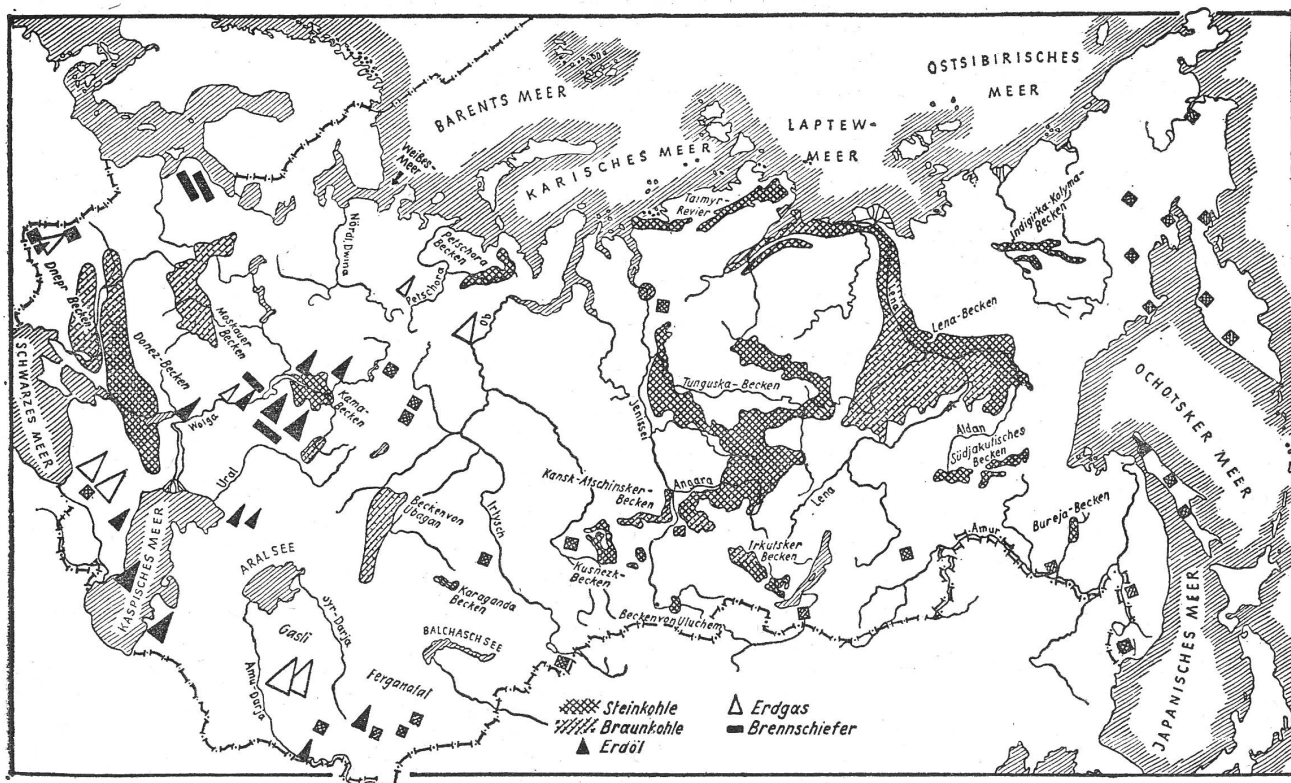 OSTSIBIRISCHES
MEER
BARENTS MEER
LAPTEW-
MEER
KARISCHES MEER
Weißes-
Meer
Taimyr-
Revier
Indigirka-Kolyma-
Becken
Nördl. Dwina
Petschora
Becken
Petschora
Ob
Lena
Lena-Becken
Dnepr Becken
Donez-Becken
Moskauer
Becken
Kama-
Becken
Wolga
Ural
SCHWARZES MEER
KASPISCHES MEER
ARALSEE
Becken von
Ubagan
Irtysch
Jenissei
Tunguska-Becken
Angara
Kansk-Atschinsker-
Becken
Kusnezk-
Becken
Karaganda
Becken
BALCHASCHSEE
Becken von Uluchem
Irkutsker
Becken
Lena
Aldan
Südjakutisches
Becken
Amur
Bureja-Becken
OCHOTSKER MEER
JAPANISCHES MEER
Syr-Darja
Gasli
Amu-Darja
Ferganatal
Steinkohle
Braunkohle
Erdöl
Erdgas
Brennschiefer